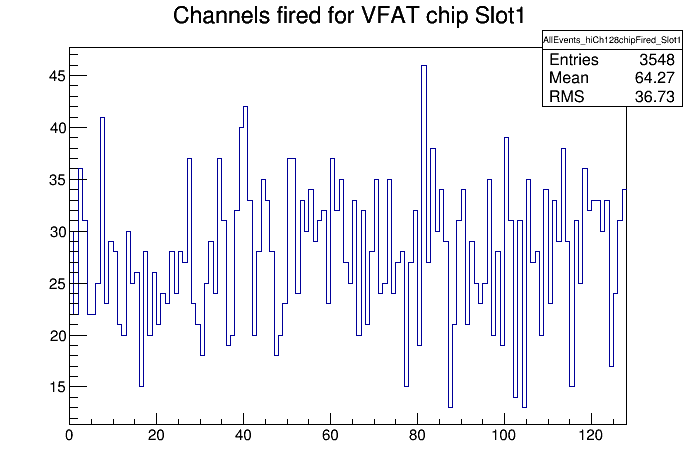 Channels fired for VFAT chip Slot1
AllEvents_hiCh128chipFired_Slot1
Entries 3548
Mean 64.27
RMS 36.73
45
40
35
30
25
20
15
0 20 40 60 80 100 120